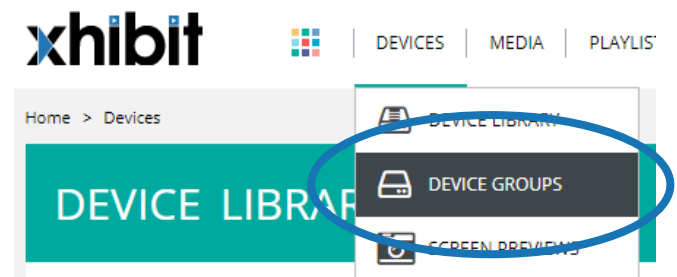 xhibit
DEVICES
MEDIA
PLAYLIS
Home > Devices
DEVICE LIBRARY
DEVICE GROUPS
DEVICE LIBRAR
SCREEN PREVIEWS